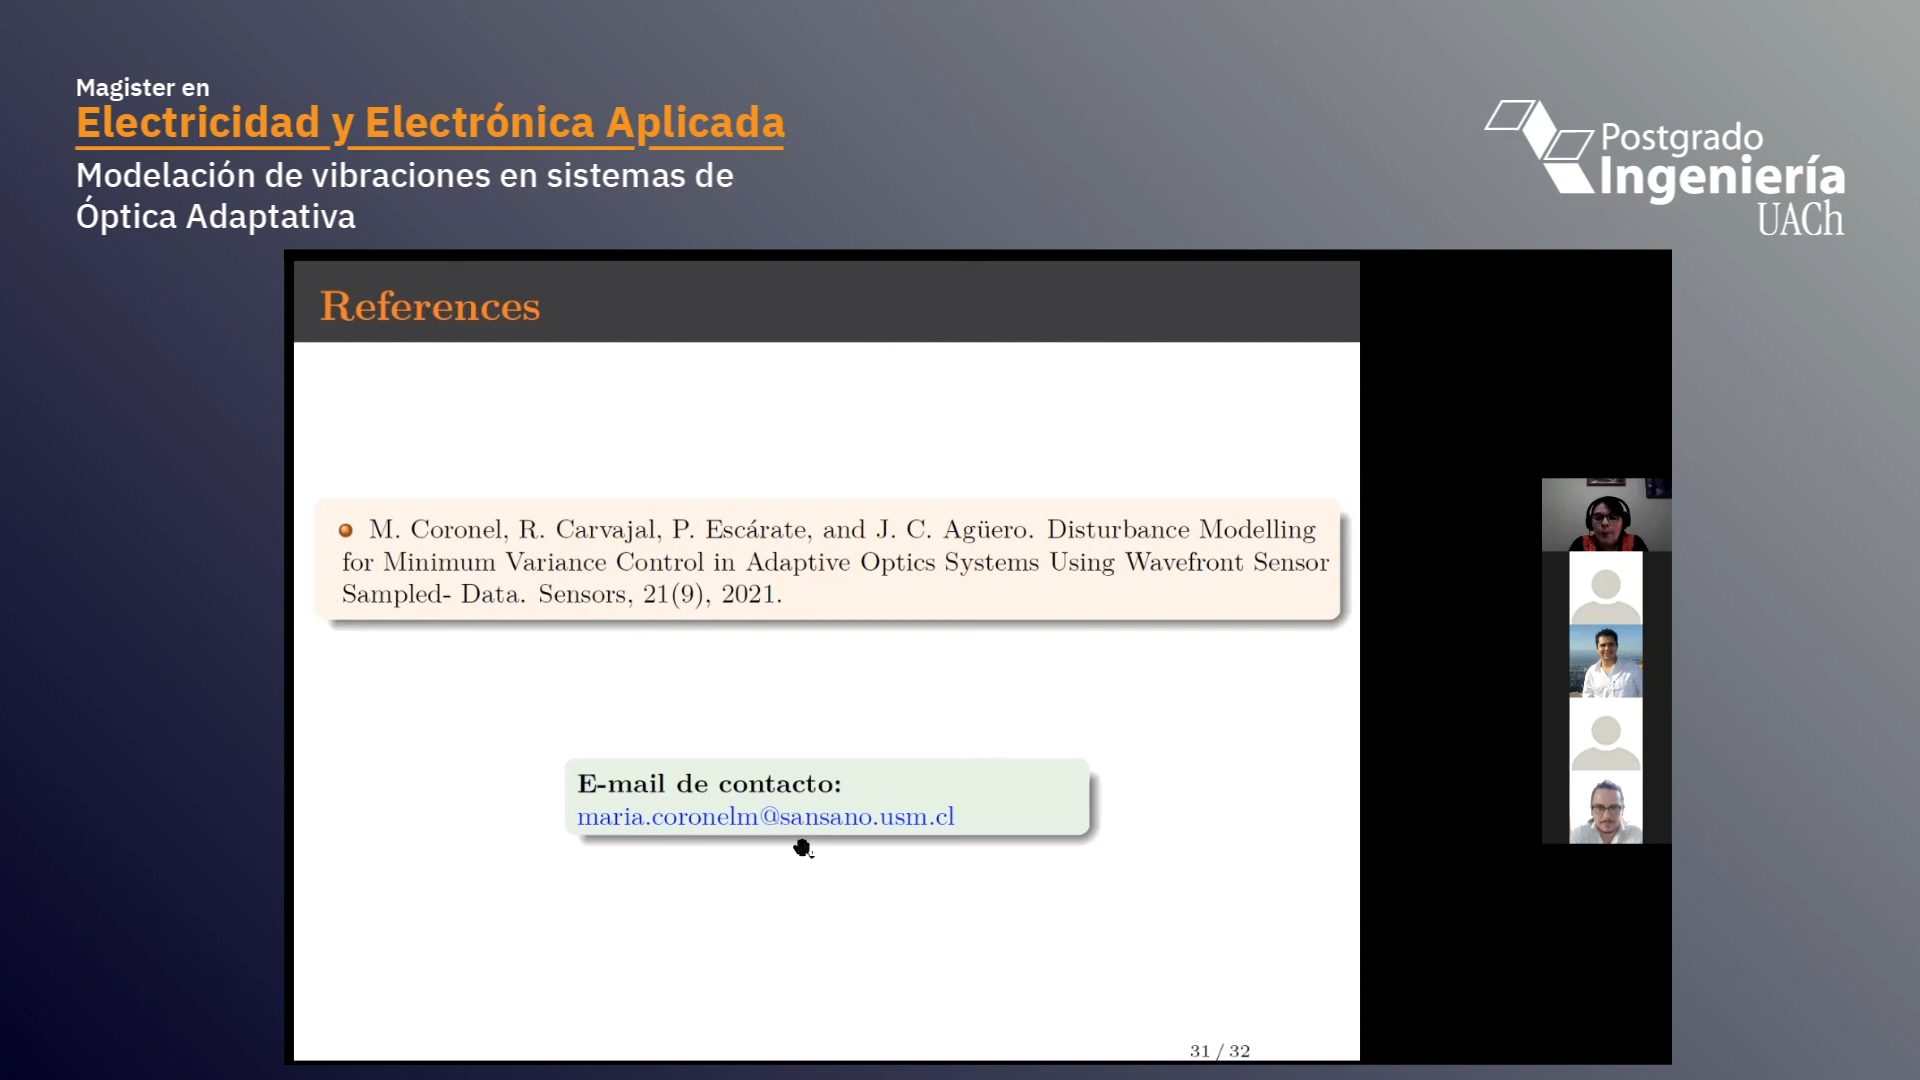 Magister en
Electricidad y Electrónica Aplicada
Modelación de vibraciones en sistemas de
Óptica Adaptativa
Postgrado
Ingeniería
UACh
References
M. Coronel, R. Carvajal, P. Escárate, and J. C. Agüero. Disturbance Modelling
for Minimum Variance Control in Adaptive Optics Systems Using Wavefront Sensor
Sampled- Data. Sensors, 21(9), 2021.
E-mail de contacto:
maria.coronelm@sansano.usm.cl
31 / 32